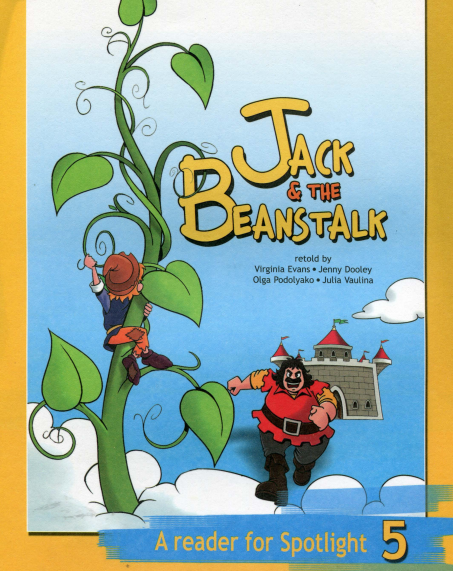 JACK
& THE
BEANSTALK
retold by
Virginia Evans • Jenny Dooley
Olga Podolyako • Julia Vaulina
A reader for Spotlight 5